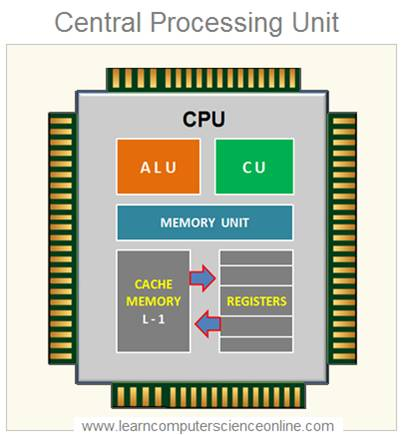 Central Processing Unit
CPU
ALU
CU
MEMORY UNIT
CACHE
MEMORY
L - 1
REGISTERS
www.learncomputerscienceonline.com